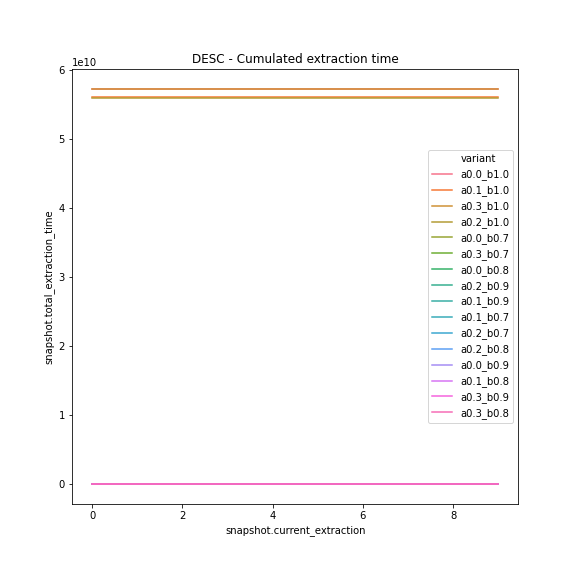 DESC - Cumulated extraction time
1e10
6
5
4
3
2
1
0
snapshot.total_extraction_time
variant
a0.0_b1.0
a0.1_b1.0
a0.3_b1.0
a0.2_b1.0
a0.0_b0.7
a0.3_b0.7
a0.0_b0.8
a0.2_b0.9
a0.1_b0.9
a0.1_b0.7
a0.2_b0.7
a0.2_b0.8
a0.0_b0.9
a0.1_b0.8
a0.3_b0.9
a0.3_b0.8
0 2 4 6 8
snapshot.current_extraction